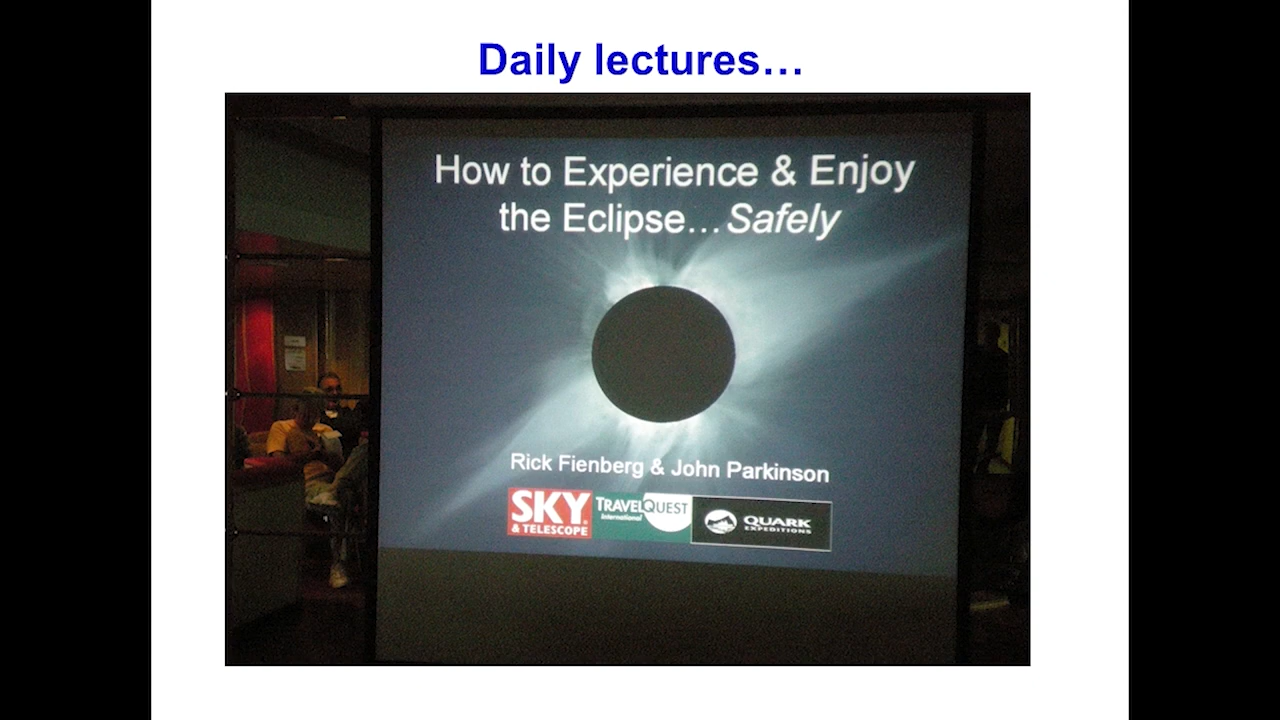 Daily lectures…
How to Experience & Enjoy
the Eclipse…Safely
Rick Fienberg & John Parkinson
SKY
& TELESCOPE
TRAVELQUEST
International
QUARK
EXPEDITIONS